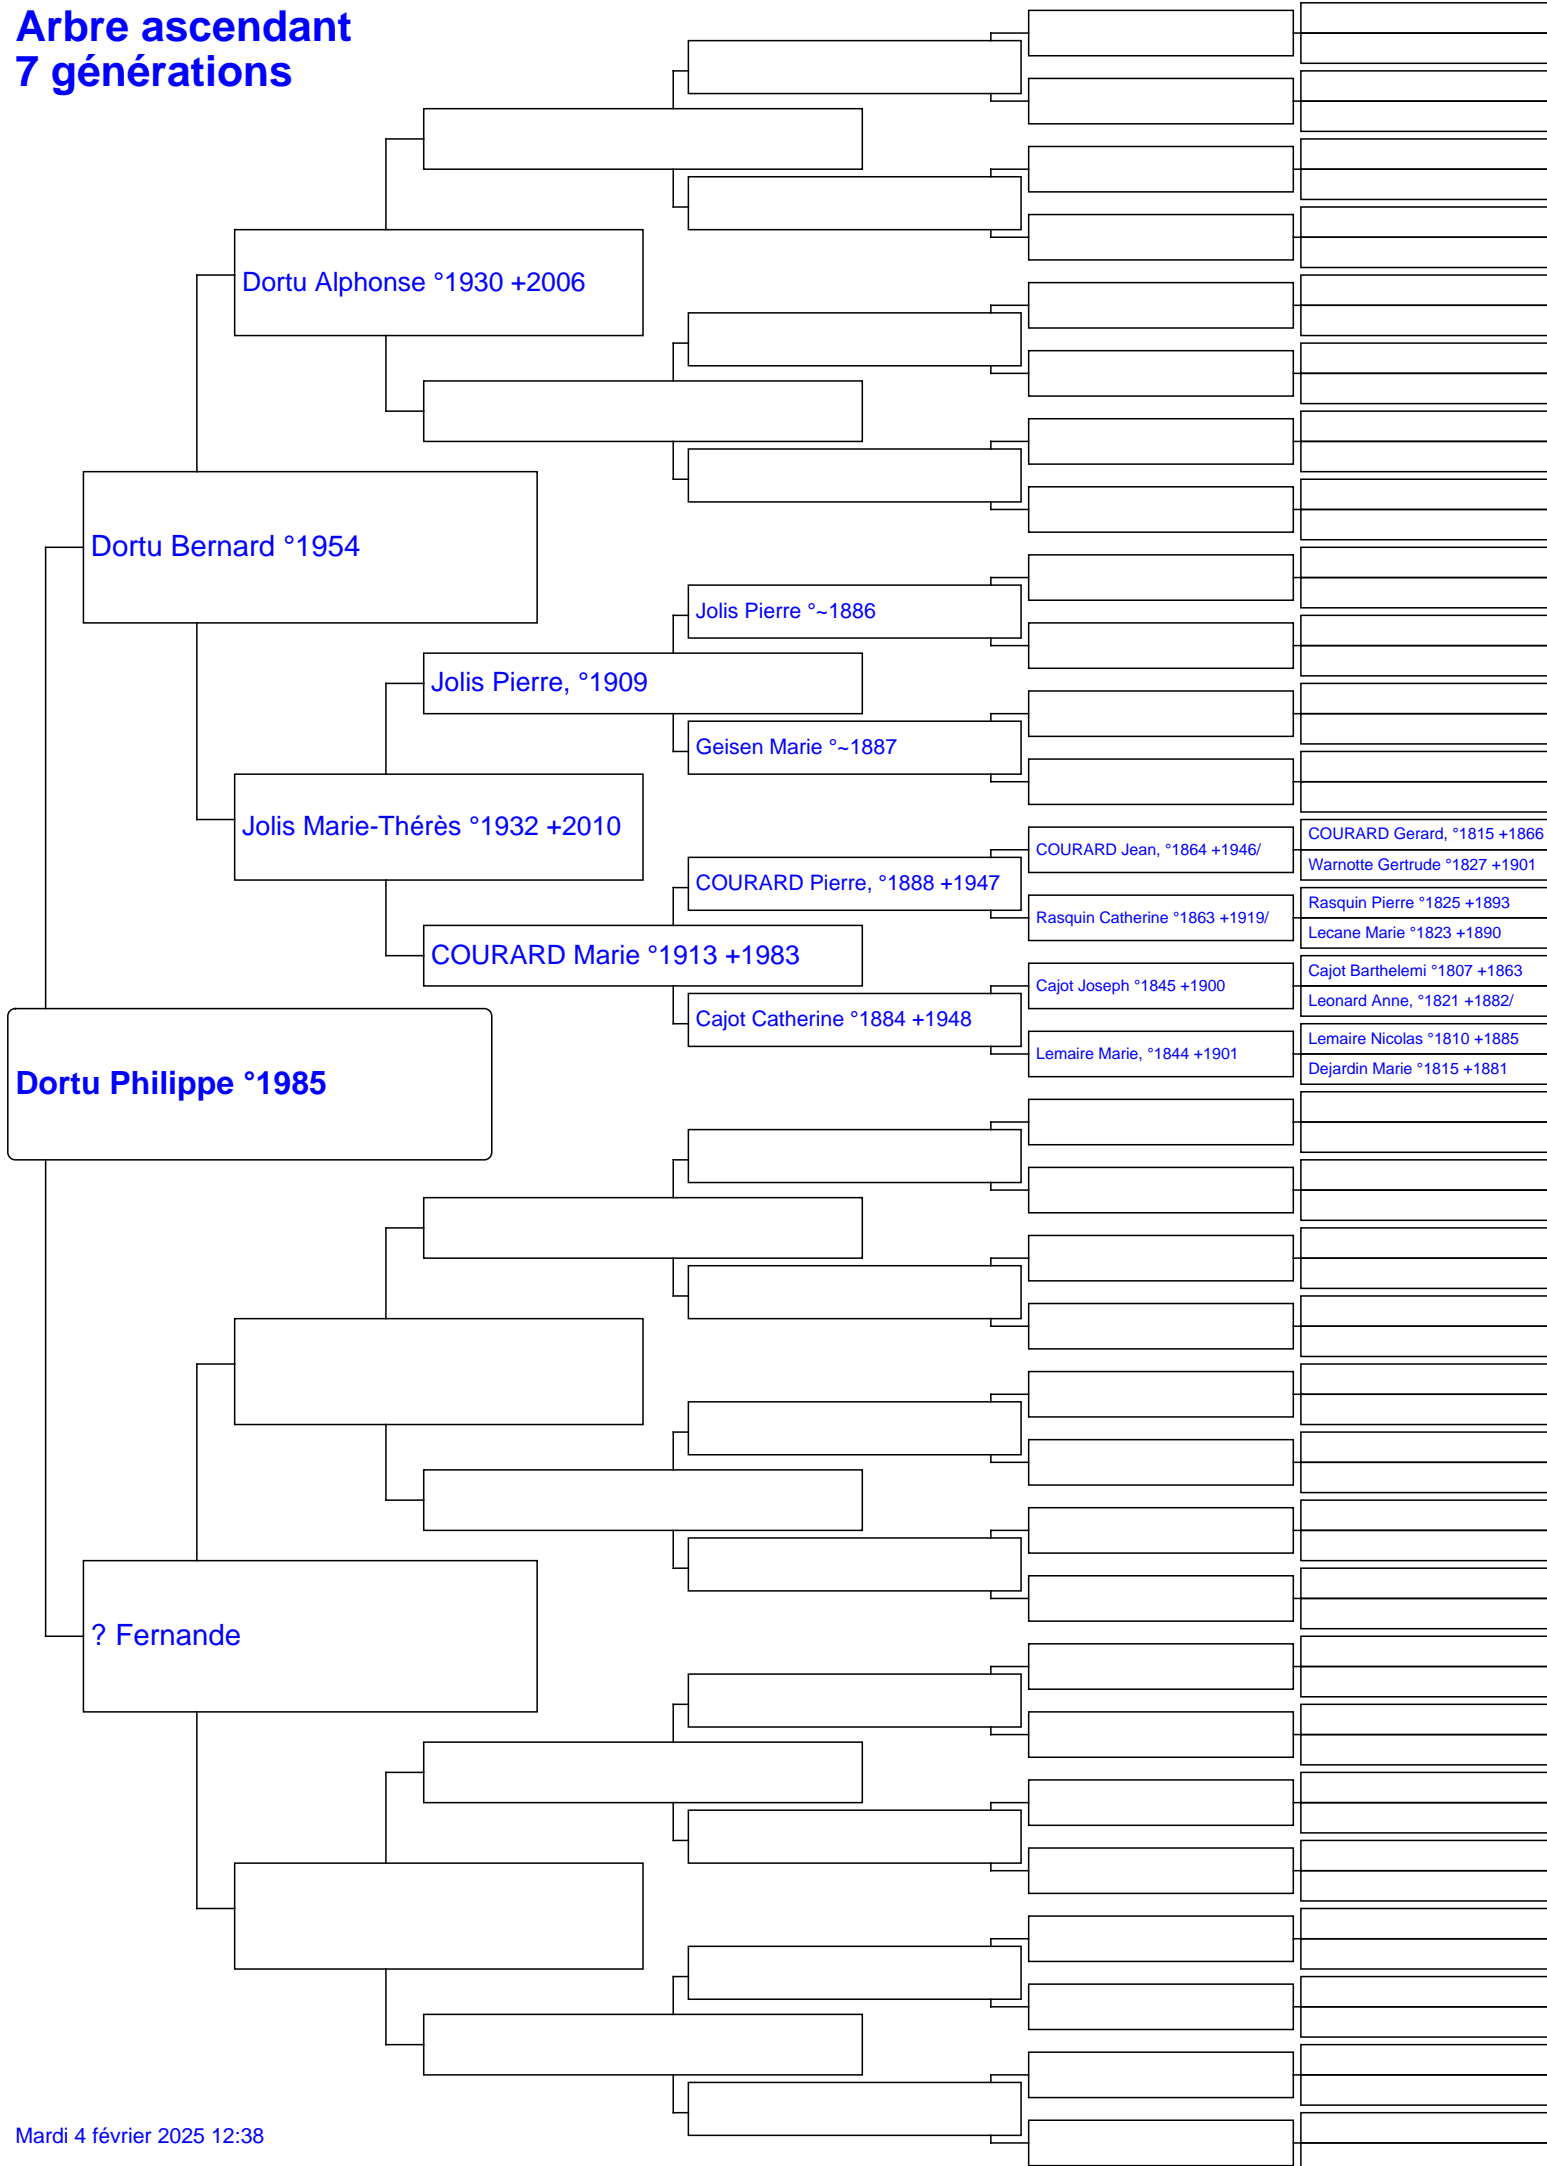 Arbre ascendant
7 générations
Dortu Alphonse °1930 +2006
Dortu Bernard °1954
Jolis Pierre °~1886
Jolis Pierre, °1909
Geisen Marie °~1887
Jolis Marie-Thérès °1932 +2010
COURARD Gerard, °1815 +1866
COURARD Jean, °1864 +1946/
Warnotte Gertrude °1827 +1901
COURARD Pierre, °1888 +1947
Rasquin Pierre °1825 +1893
Rasquin Catherine °1863 +1919/
Lecane Marie °1823 +1890
COURARD Marie °1913 +1983
Cajot Barthelemi °1807 +1863
Cajot Joseph °1845 +1900
Leonard Anne, °1821 +1882/
Cajot Catherine °1884 +1948
Lemaire Nicolas °1810 +1885
Lemaire Marie, °1844 +1901
Dejardin Marie °1815 +1881
Dortu Philippe °1985
? Fernande
Mardi 4 février 2025 12:38